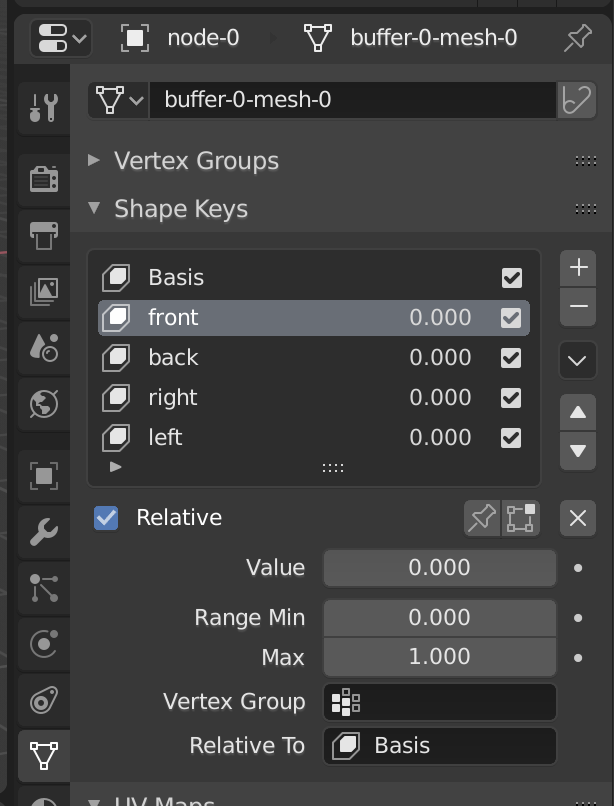 node-0 buffer-0-mesh-0
buffer-0-mesh-0
Vertex Groups
Shape Keys
Basis
front 0.000
back 0.000
right 0.000
left 0.000
Relative
Value 0.000
Range Min 0.000
Max 1.000
Vertex Group
Relative To Basis
UV Maps